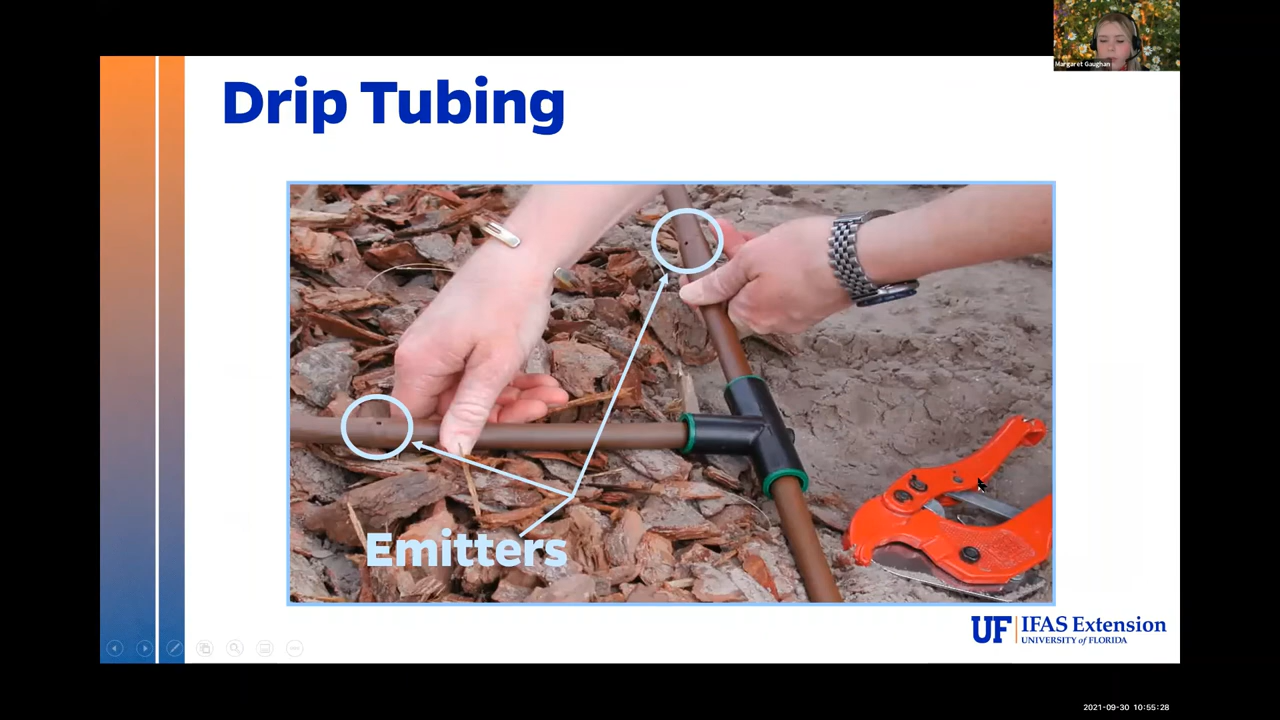 Margaret Gaughan
Drip Tubing
Emitters
UF IFAS Extension
UNIVERSITY of FLORIDA
2021-09-30 10:55:28